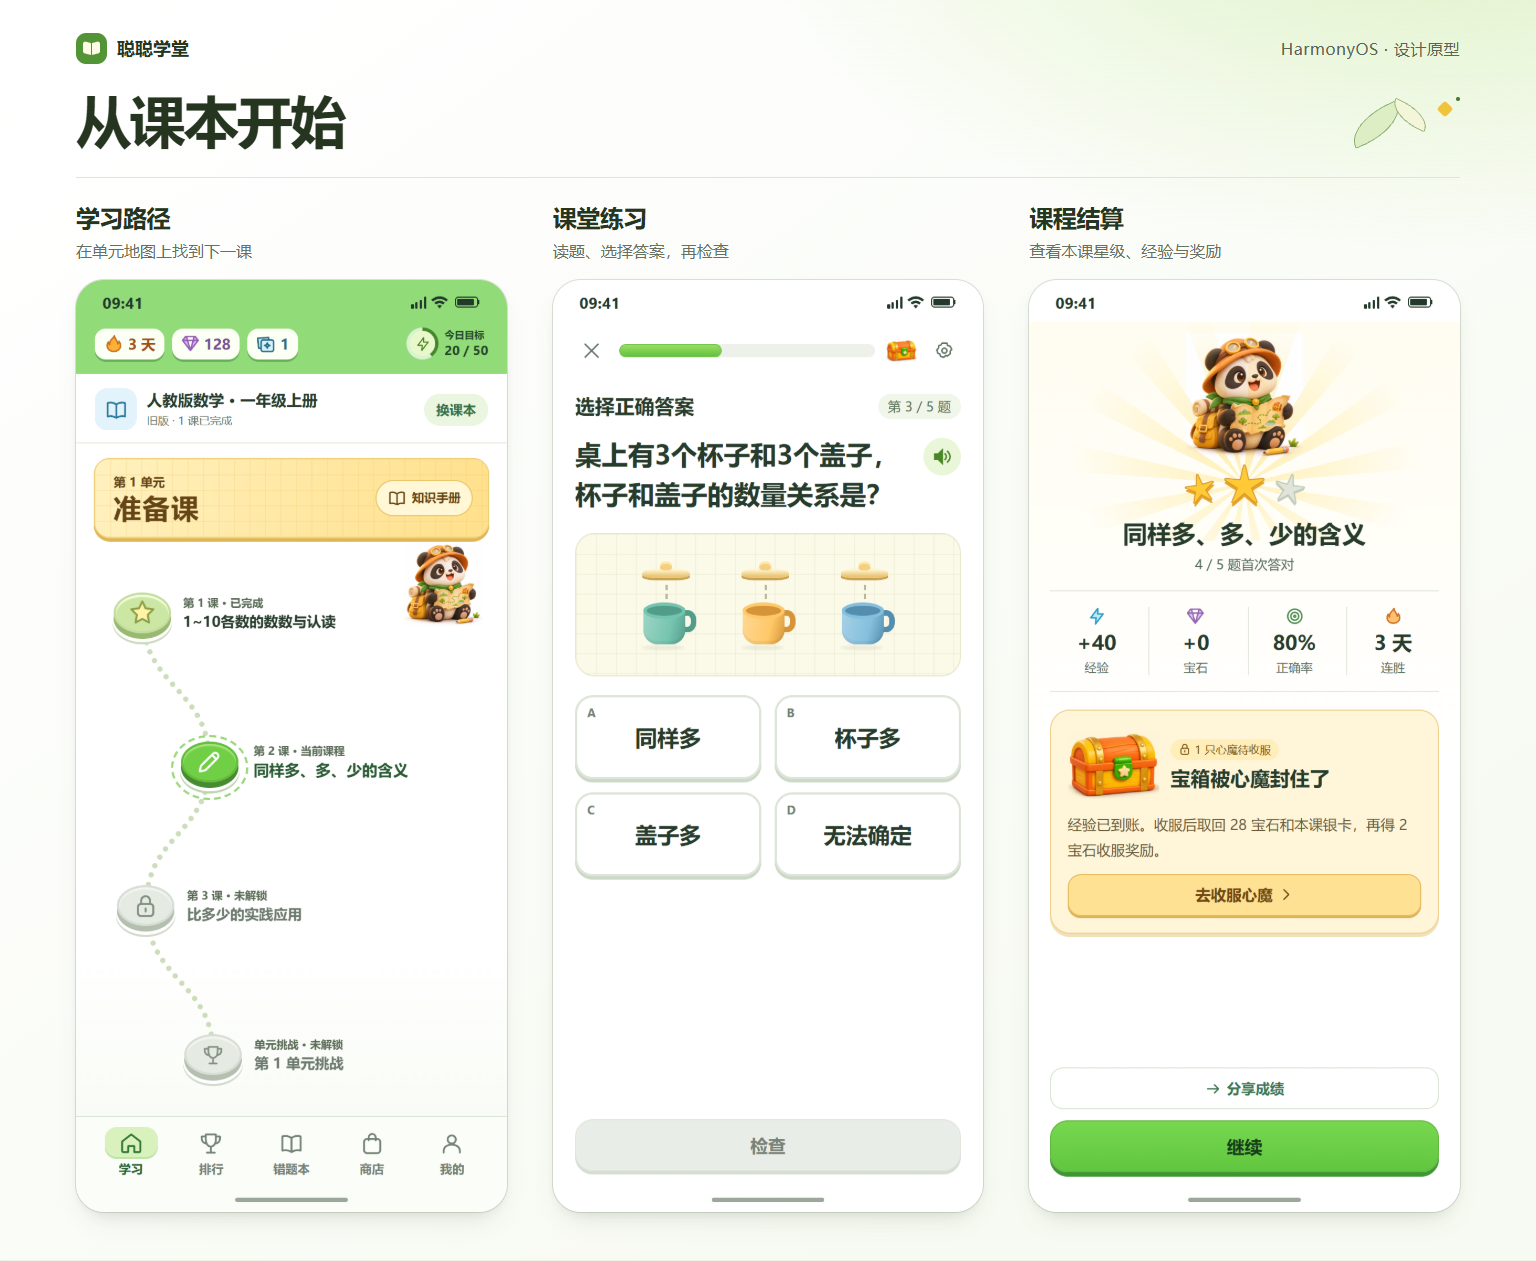 聪聪学堂
HarmonyOS · 设计原型
从课本开始
学习路径
在单元地图上找到下一课
09:41
3 天
128
1
今日目标
20 / 50
人教版数学 · 一年级上册
旧版 · 1 课已完成
换课本
第 1 单元
准备课
知识手册
第 1 课 · 已完成
1~10各数的数数与认读
第 2 课 · 当前课程
同样多、多、少的含义
第 3 课 · 未解锁
比多少的实践应用
单元挑战 · 未解锁
第 1 单元挑战
学习
排行
错题本
商店
我的
课堂练习
读题、选择答案，再检查
09:41
选择正确答案
第 3 / 5 题
桌上有3个杯子和3个盖子，
杯子和盖子的数量关系是？
A
同样多
B
杯子多
C
盖子多
D
无法确定
检查
课程结算
查看本课星级、经验与奖励
09:41
同样多、多、少的含义
4 / 5 题首次答对
+40
经验
+0
宝石
80%
正确率
3 天
连胜
1 只心魔待收服
宝箱被心魔封住了
经验已到账。收服后取回 28 宝石和本课银卡，再得 2
宝石收服奖励。
去收服心魔
分享成绩
继续